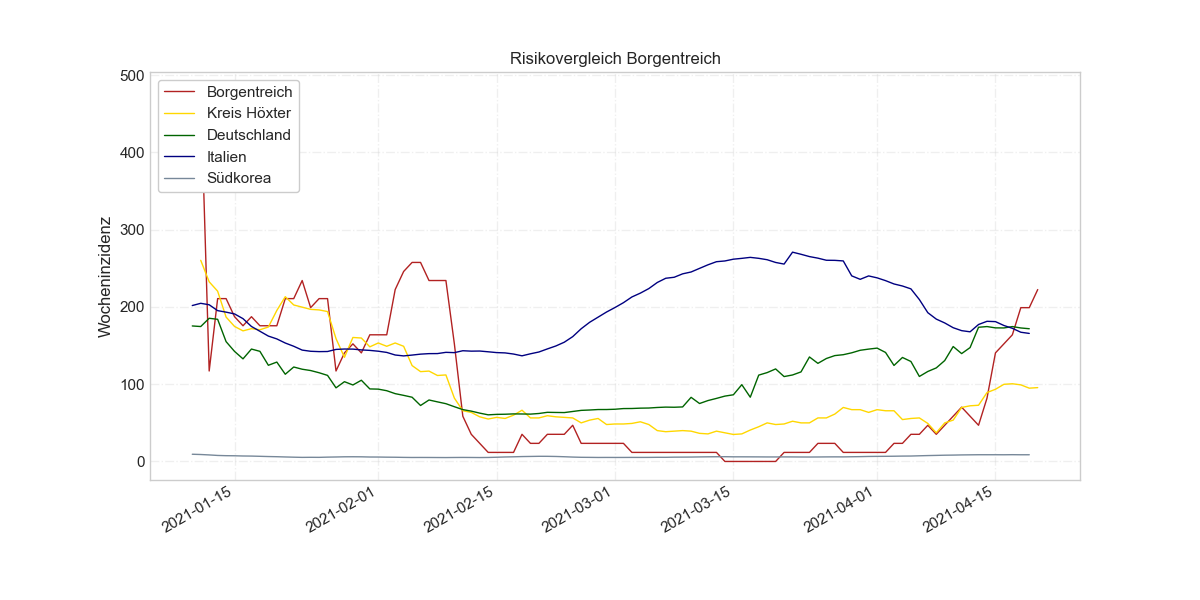 Risikovergleich Borgentreich
Wocheninzidenz
500
400
300
200
100
0
Borgentreich
Kreis Höxter
Deutschland
Italien
Südkorea
2021-01-15
2021-02-01
2021-02-15
2021-03-01
2021-03-15
2021-04-01
2021-04-15